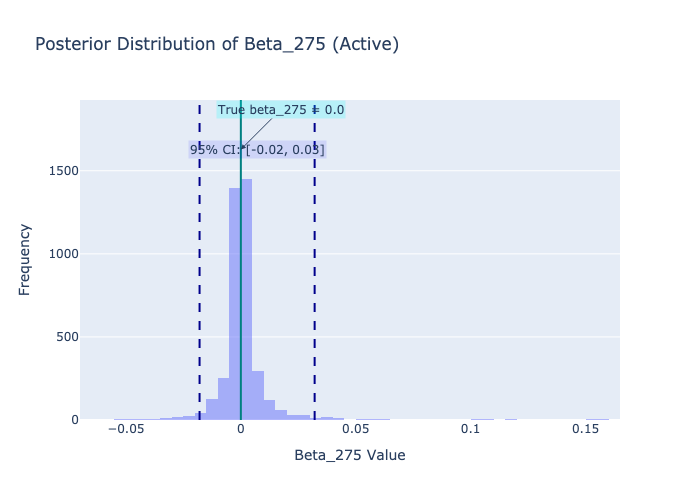 Posterior Distribution of Beta_275 (Active)
True beta_275 = 0.0
95% CI: [-0.02, 0.03]
1500
1000
500
0
Frequency
−0.05
0
0.05
0.1
0.15
Beta_275 Value